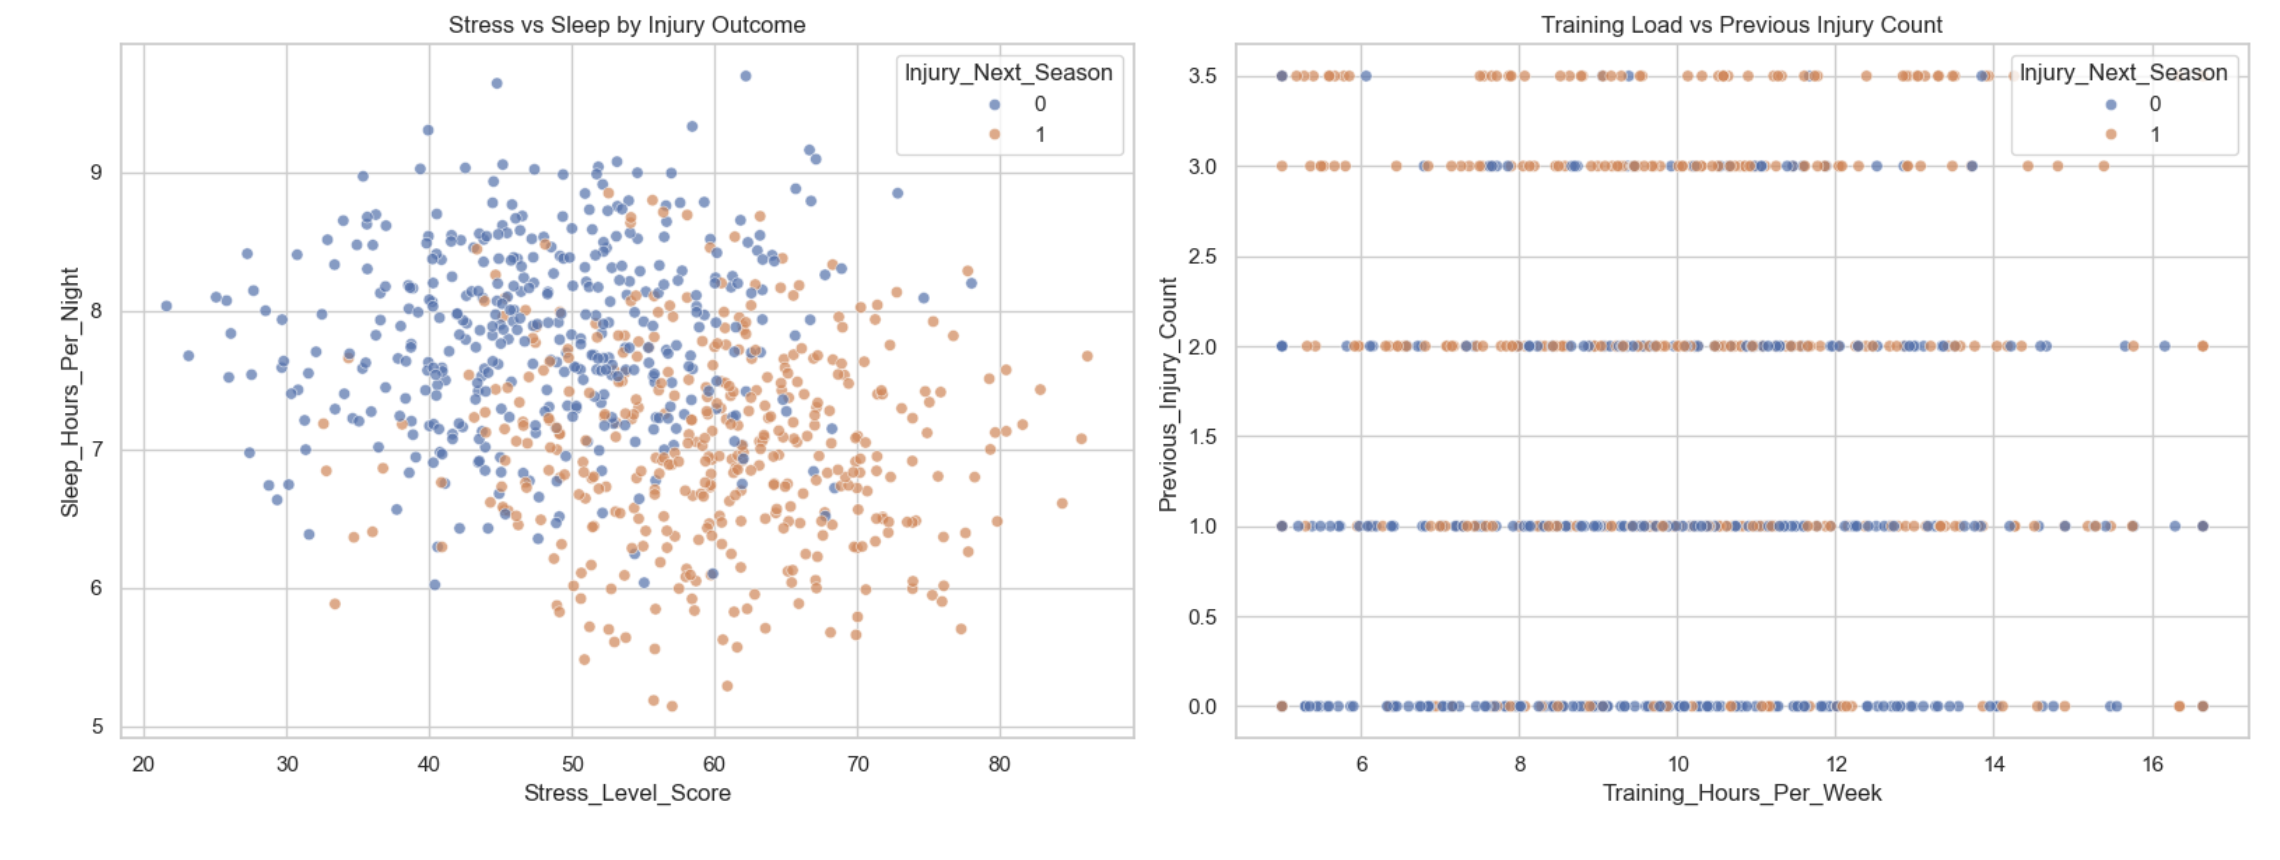 Stress vs Sleep by Injury Outcome
Injury_Next_Season
0
1
9
8
7
6
5
Sleep_Hours_Per_Night
20 30 40 50 60 70 80
Stress_Level_Score
Training Load vs Previous Injury Count
Injury_Next_Season
0
1
3.5
3.0
2.5
2.0
1.5
1.0
0.5
0.0
Previous_Injury_Count
6 8 10 12 14 16
Training_Hours_Per_Week